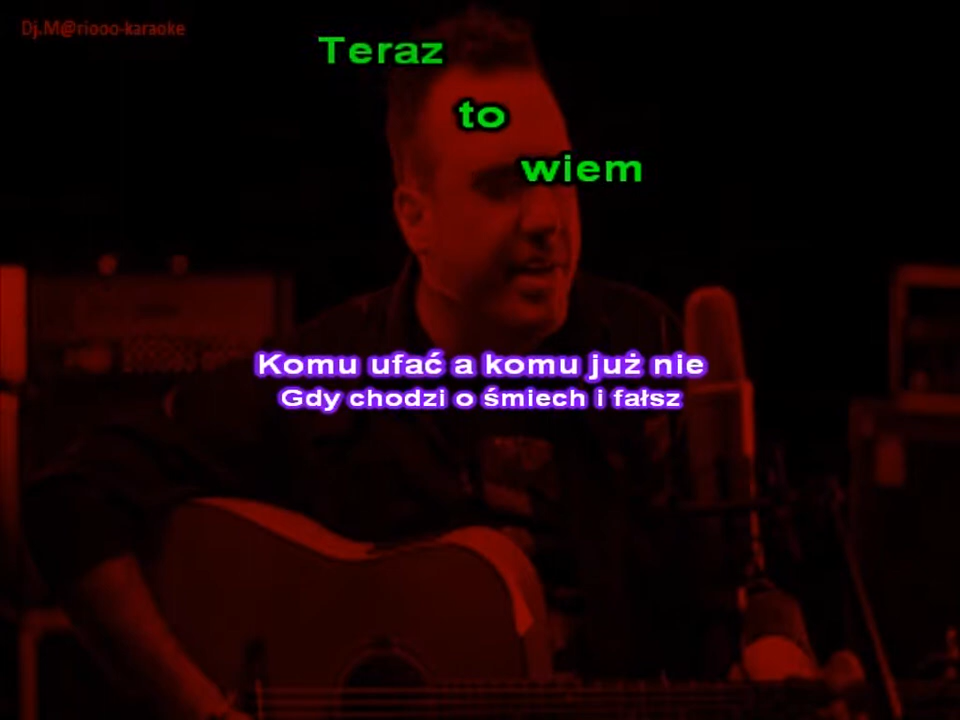 Dj.M@riooo-karaoke
Teraz
to
wiem
Komu ufać a komu już nie
Gdy chodzi o śmiech i fałsz